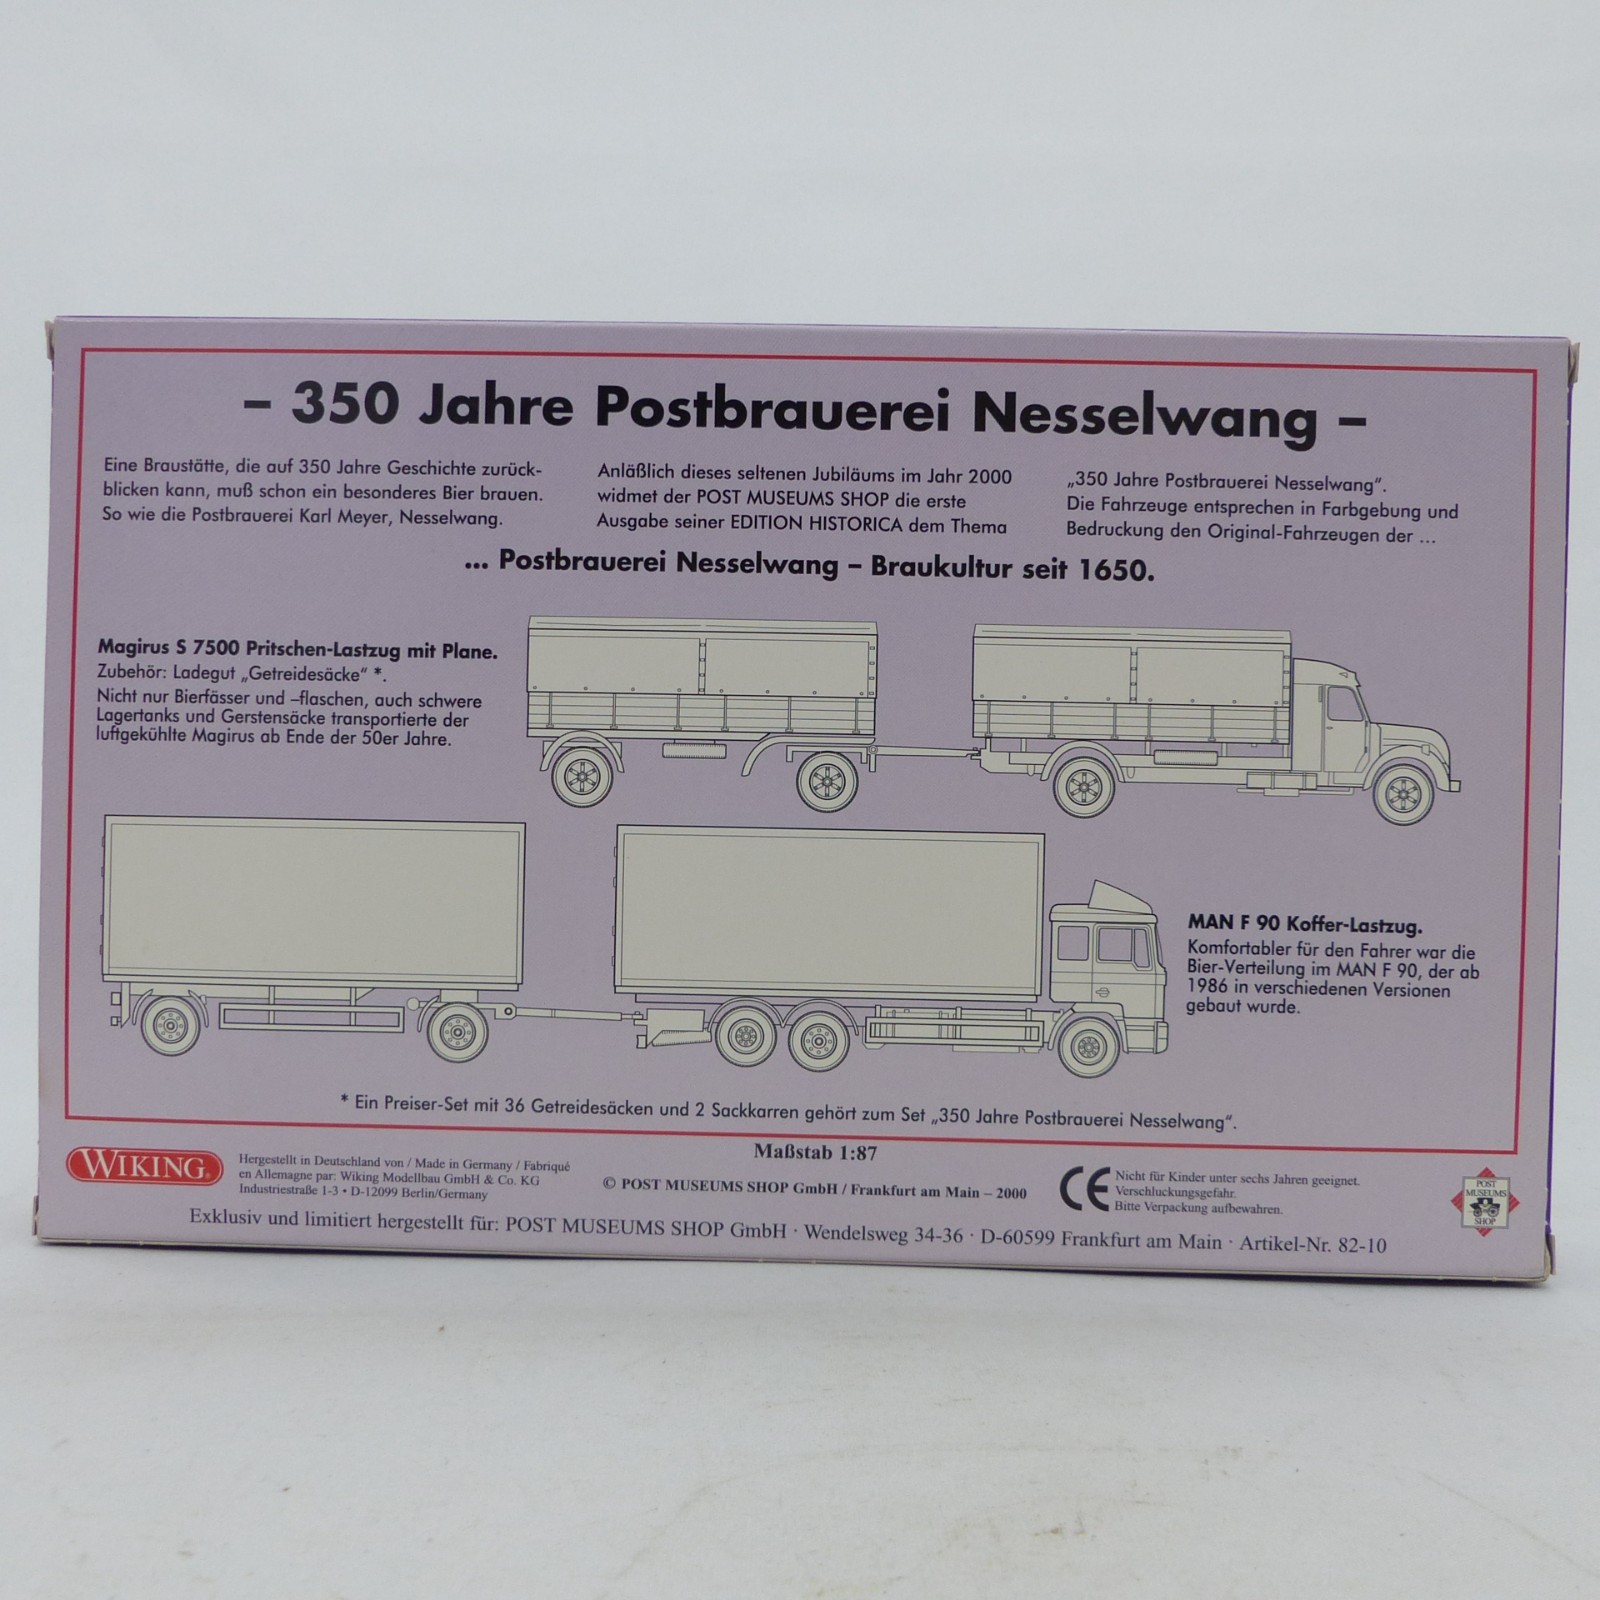 – 350 Jahre Postbrauerei Nesselwang –
Eine Braustätte, die auf 350 Jahre Geschichte zurück-
blicken kann, muß schon ein besonderes Bier brauen.
So wie die Postbrauerei Karl Meyer, Nesselwang.
Anläßlich dieses seltenen Jubiläums im Jahr 2000
widmet der POST MUSEUMS SHOP die erste
Ausgabe seiner EDITION HISTORICA dem Thema
„350 Jahre Postbrauerei Nesselwang“.
Die Fahrzeuge entsprechen in Farbgebung und
Bedruckung den Original-Fahrzeugen der ...
... Postbrauerei Nesselwang – Braukultur seit 1650.
Magirus S 7500 Pritschen-Lastzug mit Plane.
Zubehör: Ladegut „Getreidesäcke“ *.
Nicht nur Bierfässer und –flaschen, auch schwere
Lagertanks und Gerstensäcke transportierte der
luftgekühlte Magirus ab Ende der 50er Jahre.
MAN F 90 Koffer-Lastzug.
Komfortabler für den Fahrer war die
Bier-Verteilung im MAN F 90, der ab
1986 in verschiedenen Versionen
gebaut wurde.
* Ein Preiser-Set mit 36 Getreidesäcken und 2 Sackkarren gehört zum Set „350 Jahre Postbrauerei Nesselwang“.
WIKING®
Hergestellt in Deutschland von / Made in Germany / Fabriqué
en Allemagne par: Wiking Modellbau GmbH & Co. KG
Industriestraße 1-3 • D-12099 Berlin/Germany
Maßstab 1:87
© POST MUSEUMS SHOP GmbH / Frankfurt am Main – 2000
CE
Nicht für Kinder unter sechs Jahren geeignet.
Verschluckungsgefahr.
Bitte Verpackung aufbewahren.
POST
MUSEUMS
SHOP
Exklusiv und limitiert hergestellt für: POST MUSEUMS SHOP GmbH · Wendelsweg 34-36 · D-60599 Frankfurt am Main · Artikel-Nr. 82-10